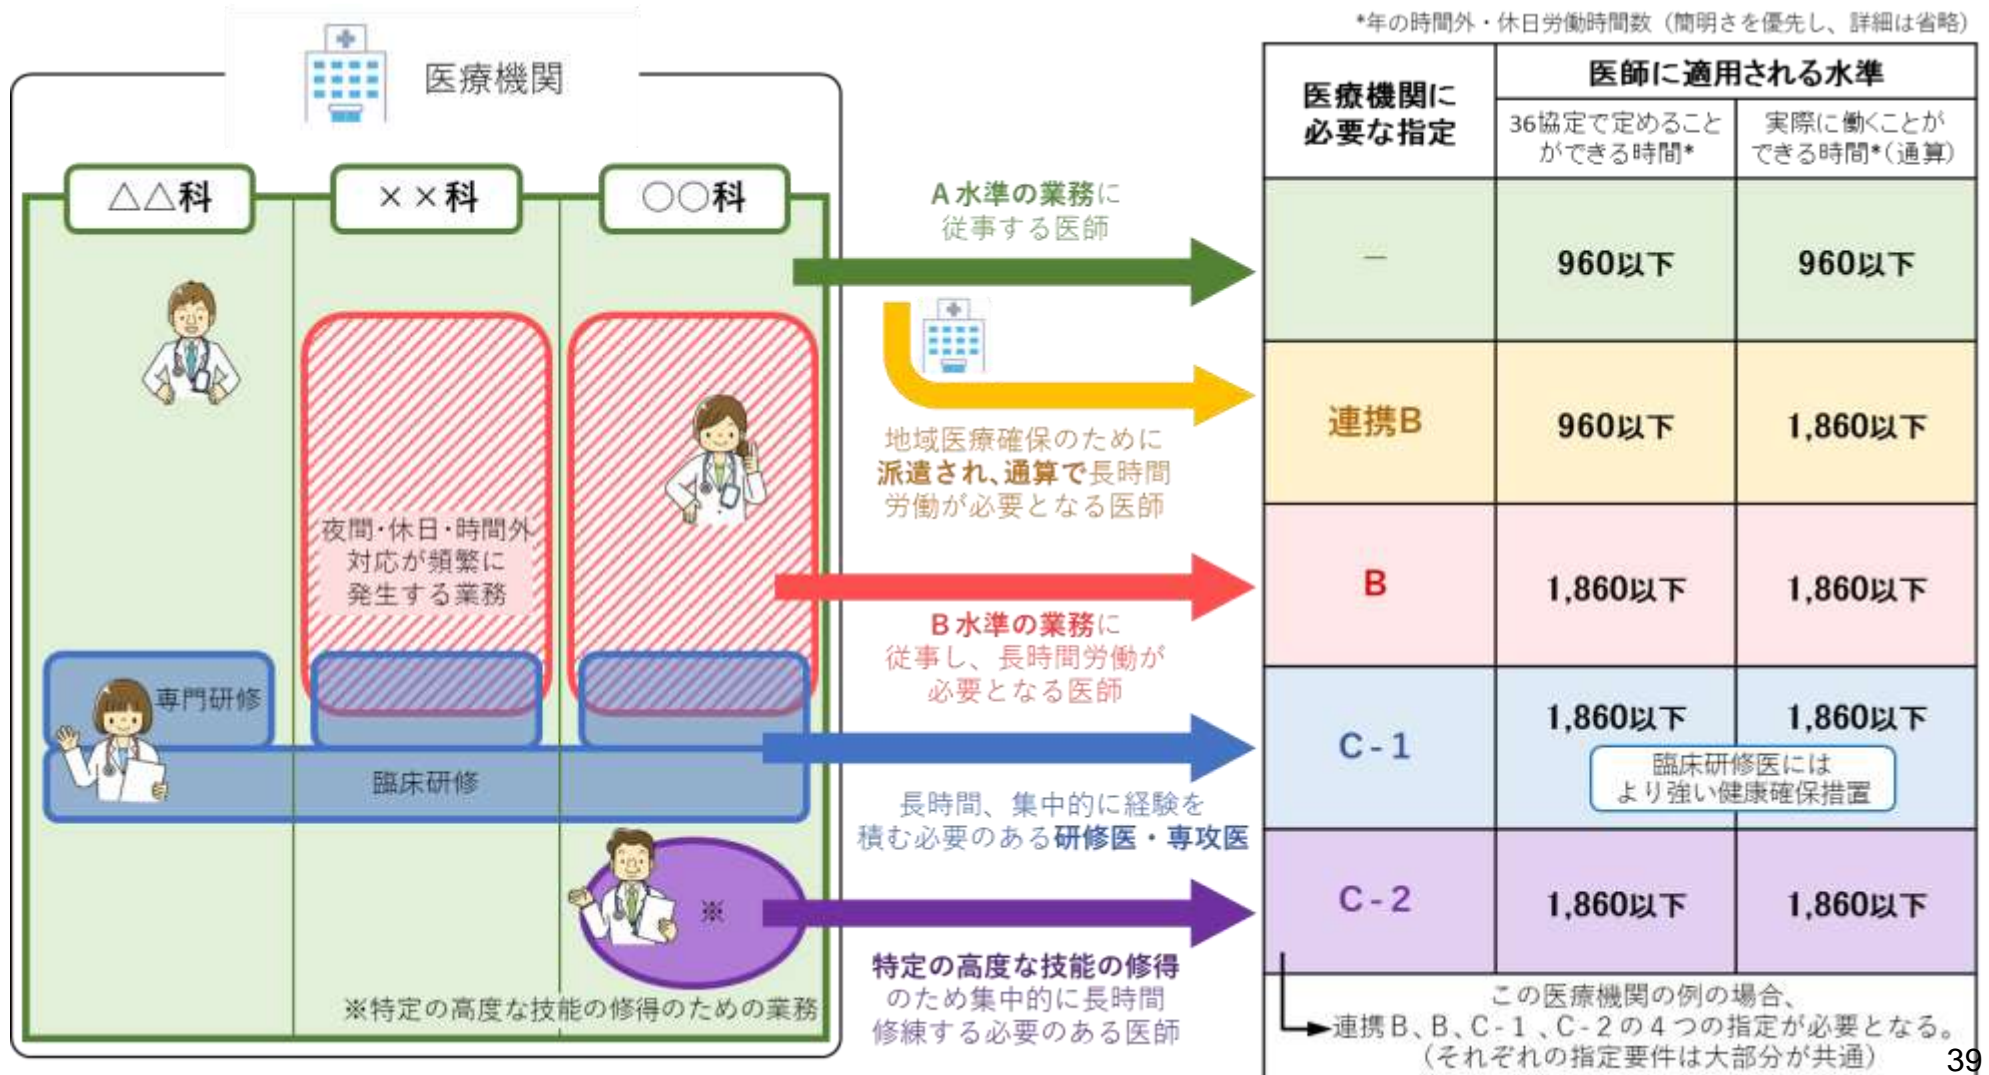 *年の時間外・休日労働時間数（簡明さを優先し、詳細は省略）
医療機関
△△科
××科
○○科
夜間・休日・時間外
対応が頻繁に
発生する業務
専門研修
臨床研修
※
※特定の高度な技能の修得のための業務
A水準の業務に
従事する医師
地域医療確保のために
派遣され、通算で長時間
労働が必要となる医師
B水準の業務に
従事し、長時間労働が
必要となる医師
長時間、集中的に経験を
積む必要のある研修医・専攻医
特定の高度な技能の修得
のため集中的に長時間
修練する必要のある医師
医療機関に
必要な指定
医師に適用される水準
36協定で定めること
ができる時間*
実際に働くことが
できる時間*(通算)
－ 960以下 960以下
連携B 960以下 1,860以下
B 1,860以下 1,860以下
C-1 1,860以下 1,860以下
臨床研修医には
より強い健康確保措置
C-2 1,860以下 1,860以下
この医療機関の例の場合、
連携B、B、C-1、C-2の4つの指定が必要となる。
（それぞれの指定要件は大部分が共通）
39